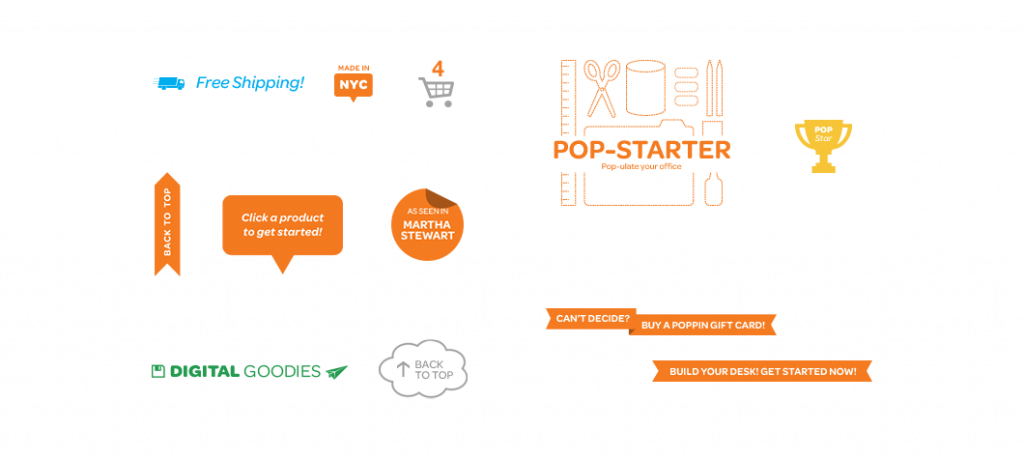 Free Shipping!
MADE IN
NYC
4
BACK TO TOP
Click a product
to get started!
AS SEEN IN
MARTHA
STEWART
DIGITAL GOODIES
BACK
TO TOP
POP-STARTER
Pop-ulate your office
POP
Star
CAN'T DECIDE?
BUY A POPPIN GIFT CARD!
BUILD YOUR DESK! GET STARTED NOW!